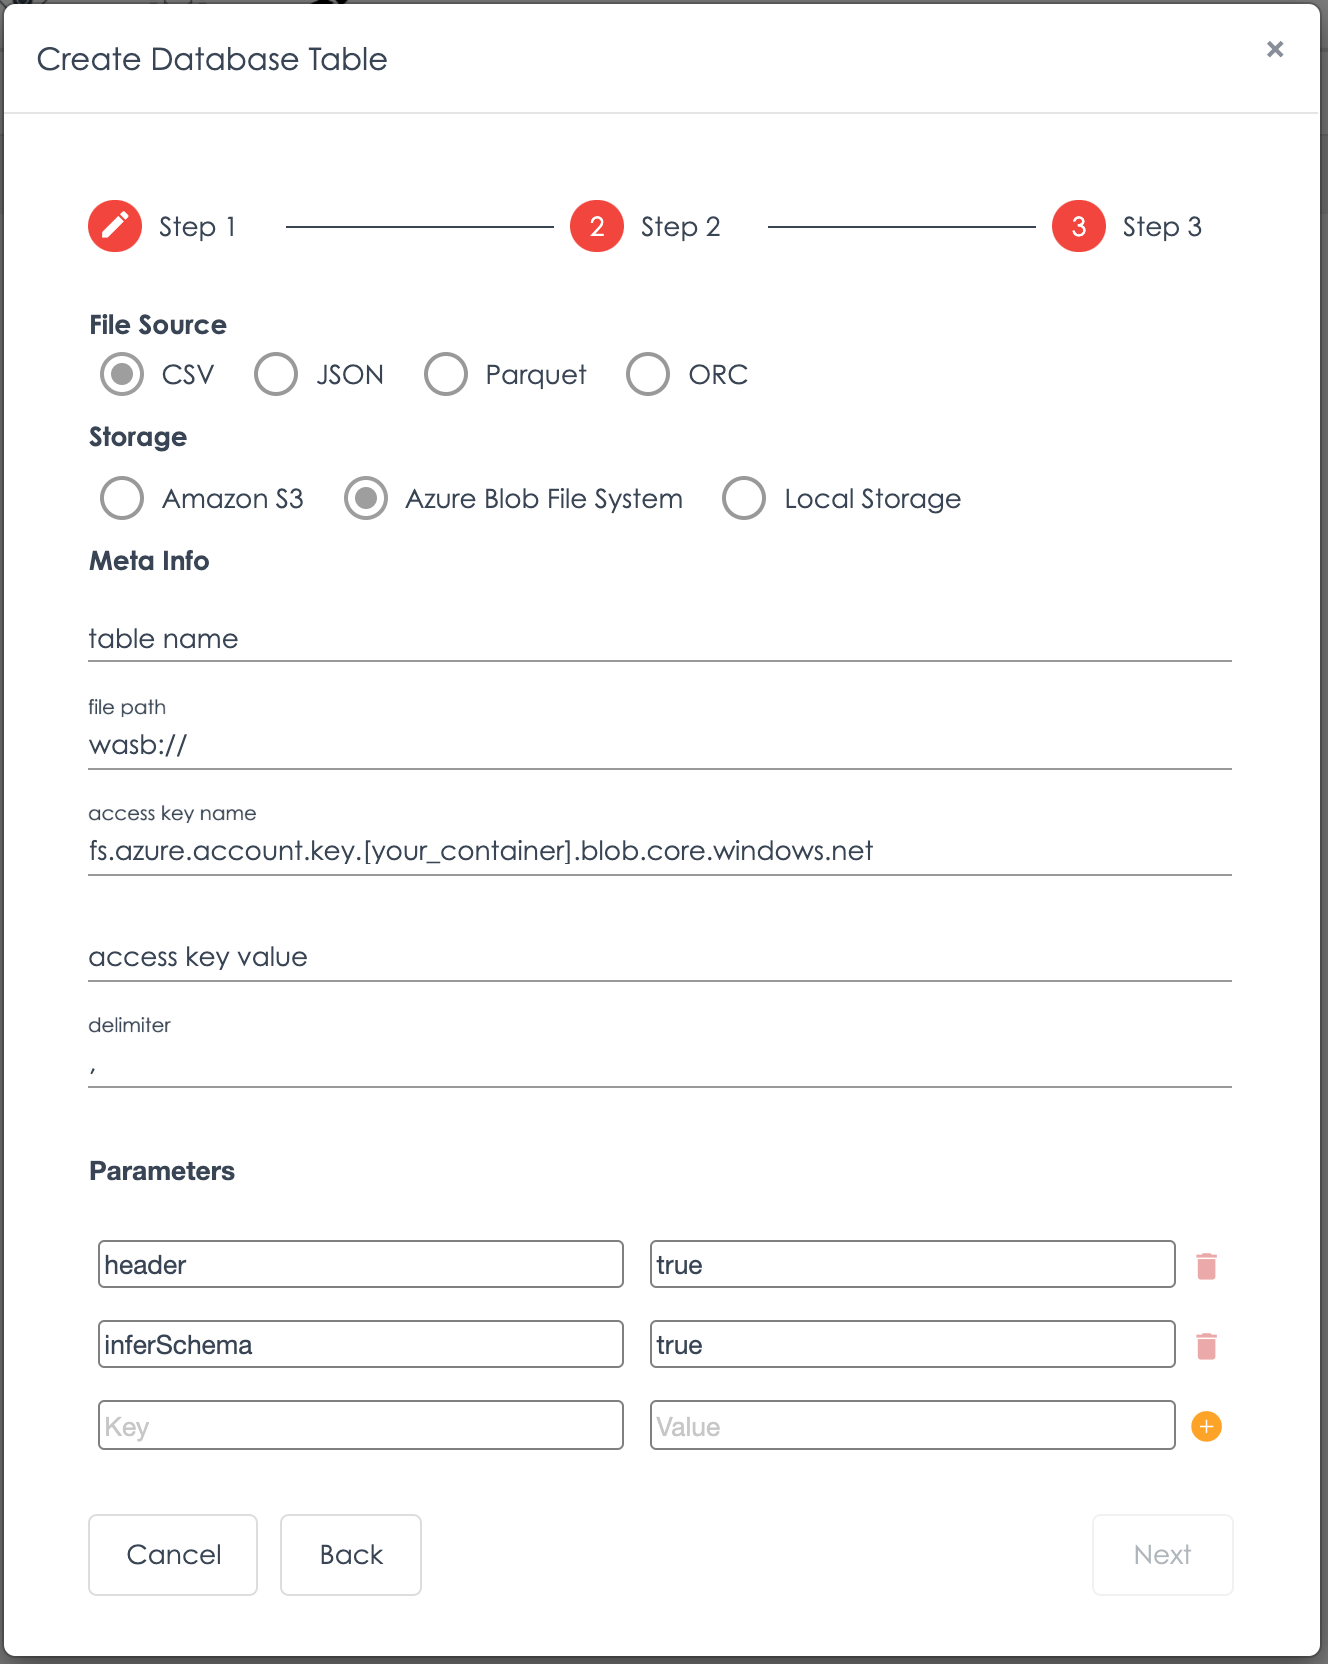 Create Database Table ×
Step 1 2 Step 2 3 Step 3
File Source
CSV JSON Parquet ORC
Storage
Amazon S3 Azure Blob File System Local Storage
Meta Info
table name
file path
wasb://
access key name
fs.azure.account.key.[your_container].blob.core.windows.net
access key value
delimiter
,
Parameters
header true
inferSchema true
Key Value
Cancel Back Next